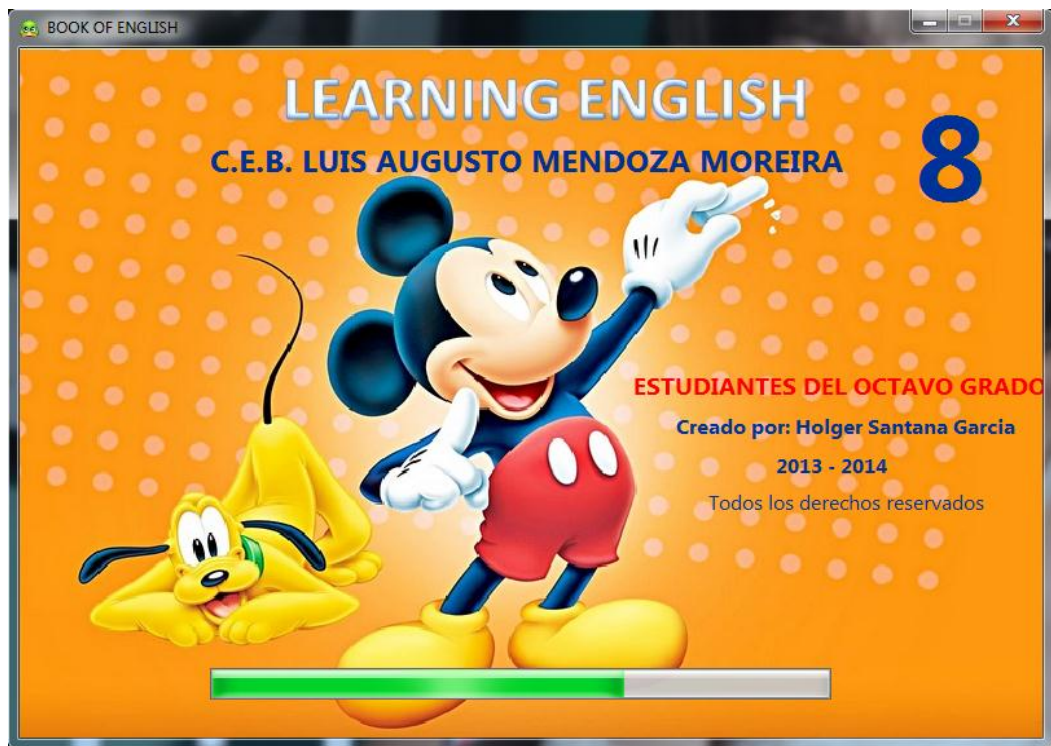 BOOK OF ENGLISH
LEARNING ENGLISH
8
C.E.B. LUIS AUGUSTO MENDOZA MOREIRA
ESTUDIANTES DEL OCTAVO GRADO
Creado por: Holger Santana Garcia
2013 - 2014
Todos los derechos reservados